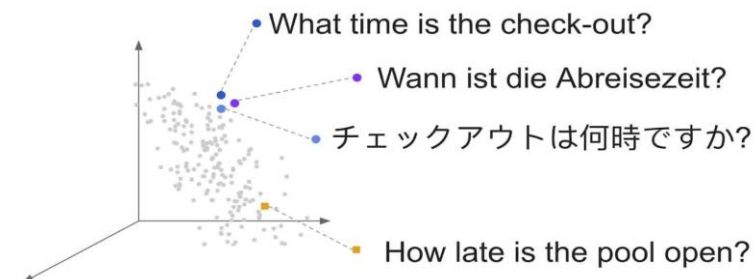 What time is the check-out?
Wann ist die Abreisezeit?
チェックアウトは何時ですか?
How late is the pool open?